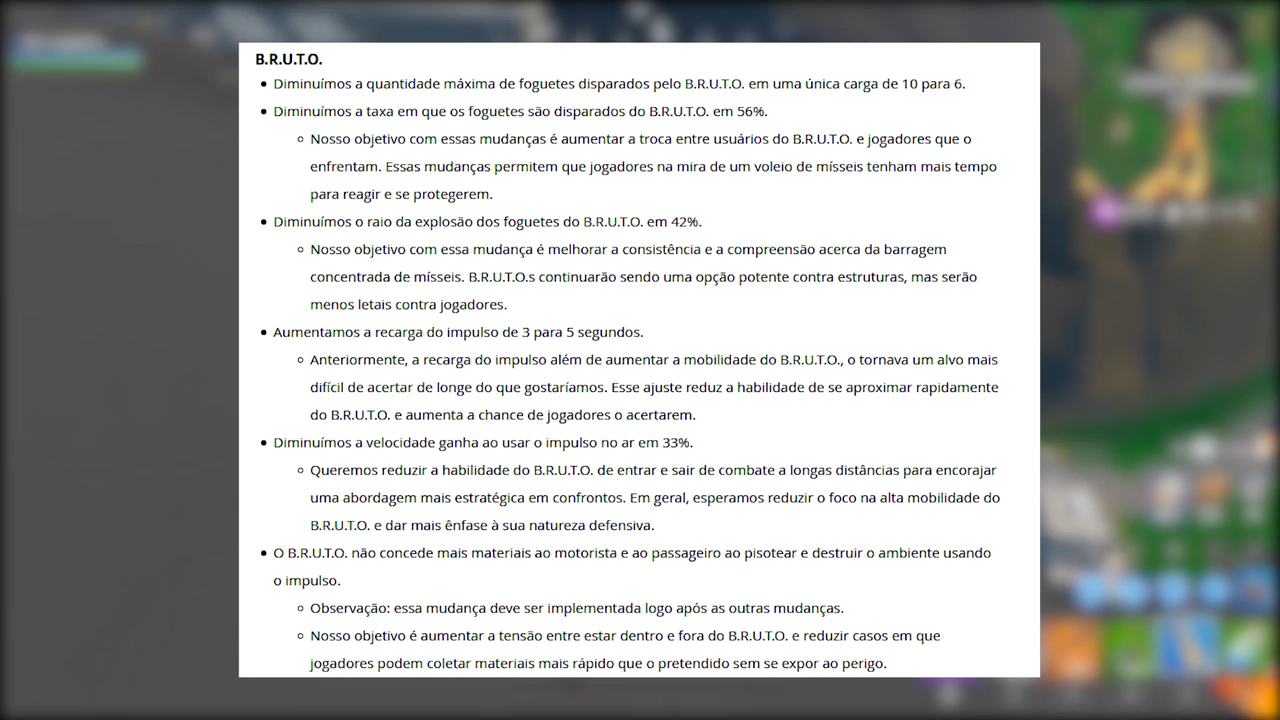 B.R.U.T.O.
Diminuímos a quantidade máxima de foguetes disparados pelo B.R.U.T.O. em uma única carga de 10 para 6.
Diminuímos a taxa em que os foguetes são disparados do B.R.U.T.O. em 56%.
Nosso objetivo com essas mudanças é aumentar a troca entre usuários do B.R.U.T.O. e jogadores que o
enfrentam. Essas mudanças permitem que jogadores na mira de um voleio de mísseis tenham mais tempo
para reagir e se protegerem.
Diminuímos o raio da explosão dos foguetes do B.R.U.T.O. em 42%.
Nosso objetivo com essa mudança é melhorar a consistência e a compreensão acerca da barragem
concentrada de mísseis. B.R.U.T.O.s continuarão sendo uma opção potente contra estruturas, mas serão
menos letais contra jogadores.
Aumentamos a recarga do impulso de 3 para 5 segundos.
Anteriormente, a recarga do impulso além de aumentar a mobilidade do B.R.U.T.O., o tornava um alvo mais
difícil de acertar de longe do que gostaríamos. Esse ajuste reduz a habilidade de se aproximar rapidamente
do B.R.U.T.O. e aumenta a chance de jogadores o acertarem.
Diminuímos a velocidade ganha ao usar o impulso no ar em 33%.
Queremos reduzir a habilidade do B.R.U.T.O. de entrar e sair de combate a longas distâncias para encorajar
uma abordagem mais estratégica em confrontos. Em geral, esperamos reduzir o foco na alta mobilidade do
B.R.U.T.O. e dar mais ênfase à sua natureza defensiva.
O B.R.U.T.O. não concede mais materiais ao motorista e ao passageiro ao pisotear e destruir o ambiente usando
o impulso.
Observação: essa mudança deve ser implementada logo após as outras mudanças.
Nosso objetivo é aumentar a tensão entre estar dentro e fora do B.R.U.T.O. e reduzir casos em que
jogadores podem coletar materiais mais rápido que o pretendido sem se expor ao perigo.